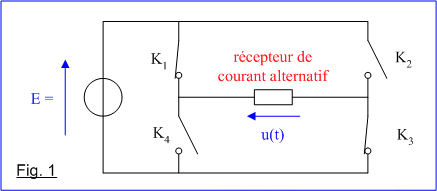 K1
récepteur de
courant alternatif
K2
E =
K4
u(t)
K3
Fig. 1